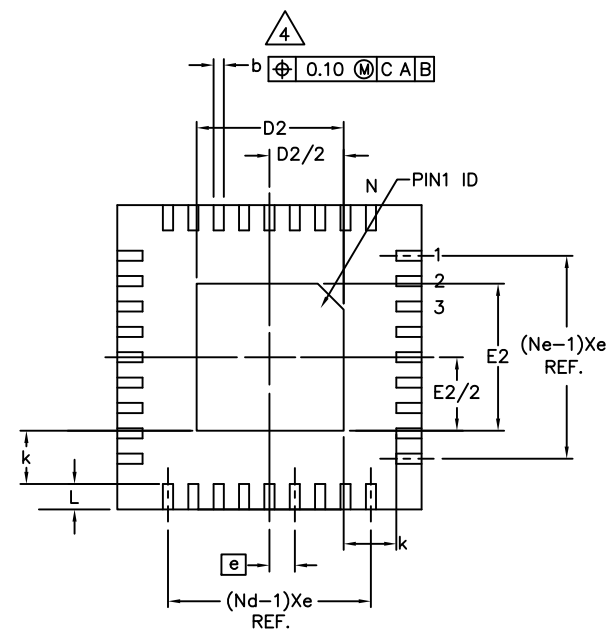 4
b ⌖ 0.10 Ⓜ C A B
D2
D2/2
N PIN1 ID
1
2
3
(Ne-1)Xe
REF.
E2
E2/2
k
L
k
e
(Nd-1)Xe
REF.